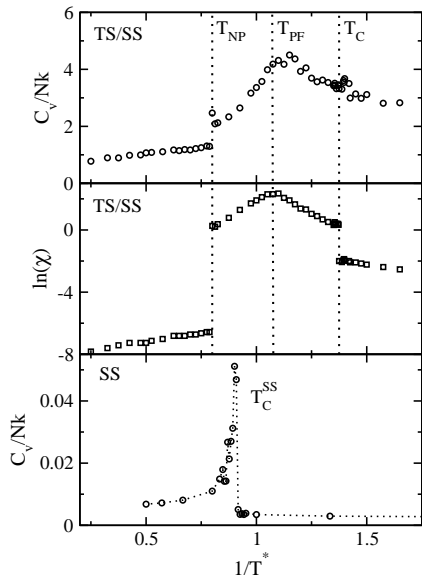 TS/SS
T_NP
T_PF
T_C
C_v/Nk
6
4
2
0
TS/SS
ln(χ)
0
-4
-8
SS
T_C^SS
C_v/Nk
0.04
0.02
0
0.5
1
1.5
1/T^*